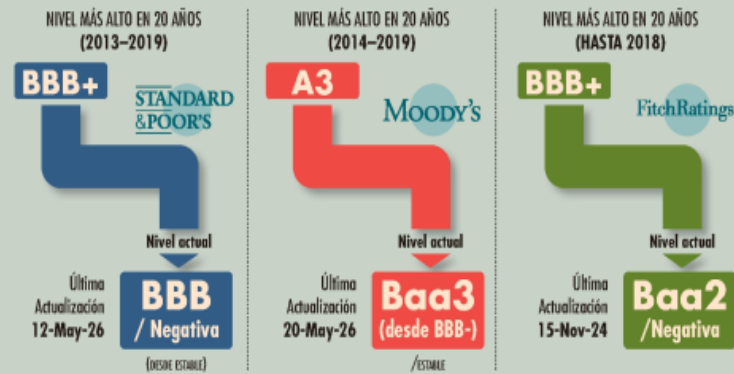 NIVEL MÁS ALTO EN 20 AÑOS
(2013–2019)
BBB+
STANDARD
&POOR'S
Nivel actual
Última
Actualización
12-May-26
BBB
/ Negativa
(DESDE ESTABLE)
NIVEL MÁS ALTO EN 20 AÑOS
(2014–2019)
A3
MOODY'S
Nivel actual
Última
Actualización
20-May-26
Baa3
(desde BBB-)
/ESTABLE
NIVEL MÁS ALTO EN 20 AÑOS
(HASTA 2018)
BBB+
FitchRatings
Nivel actual
Última
Actualización
15-Nov-24
Baa2
/Negativa